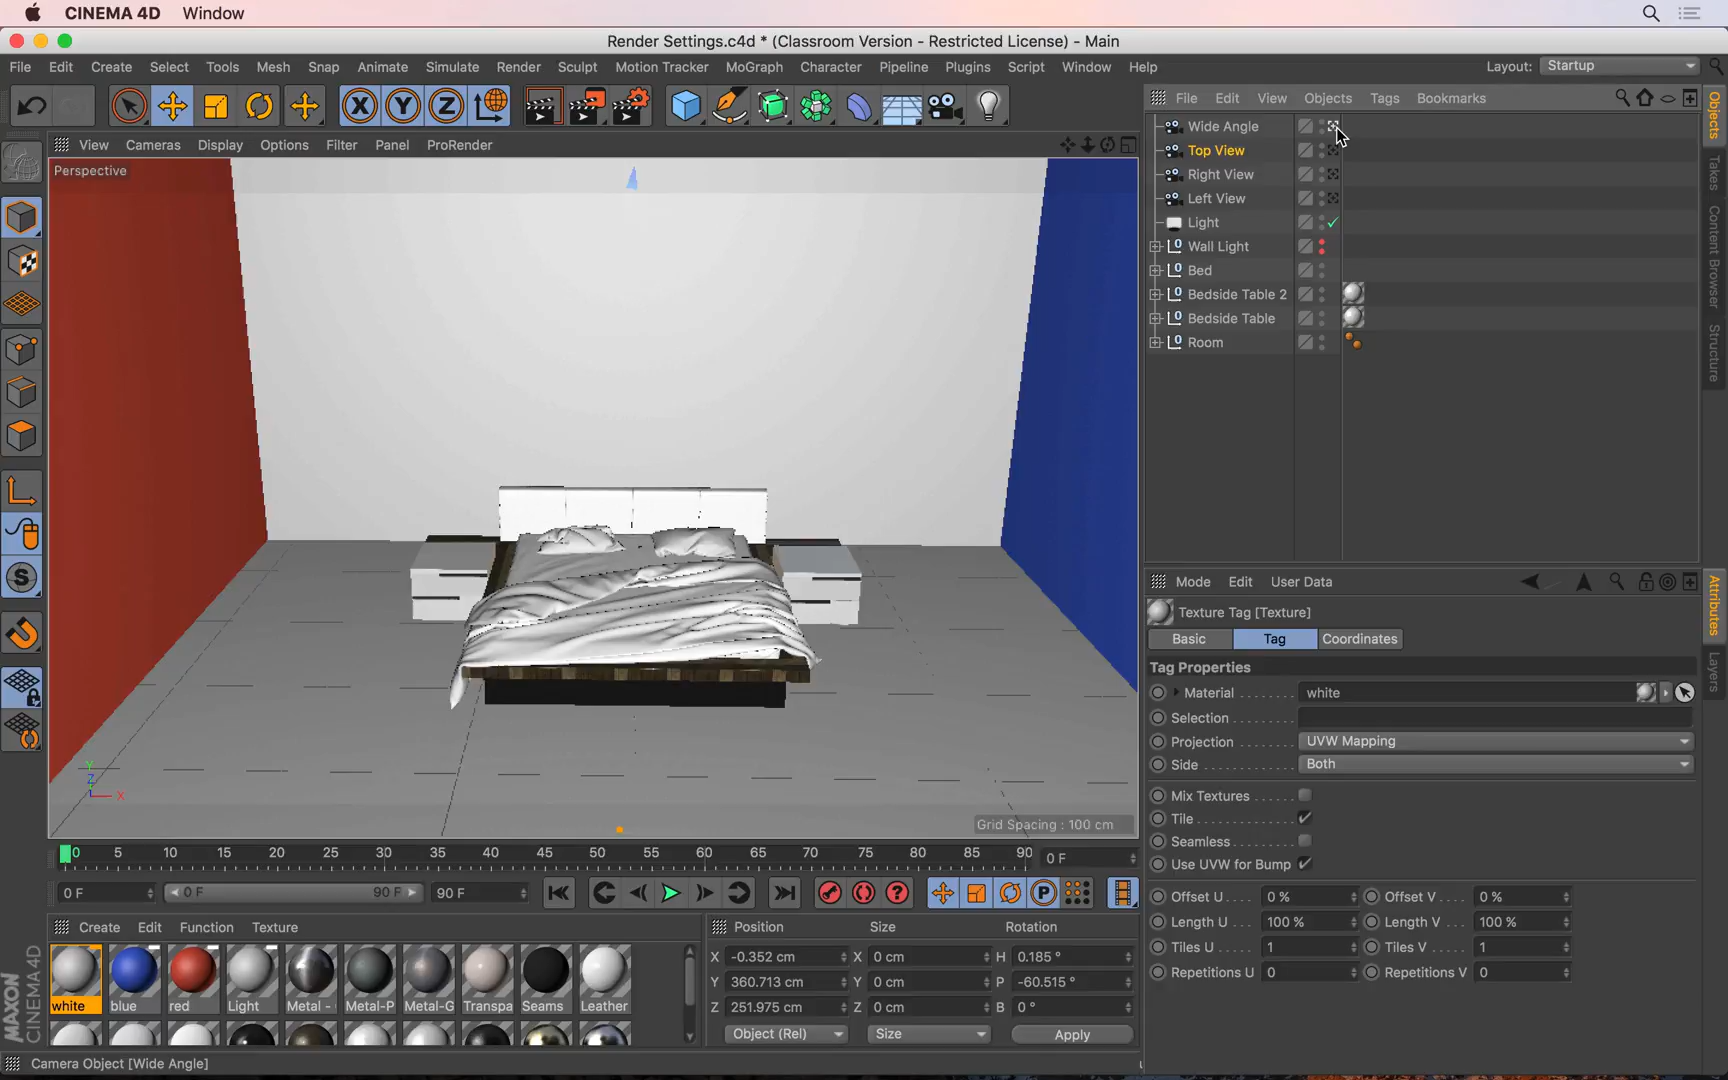 CINEMA 4D Window
Render Settings.c4d * (Classroom Version - Restricted License) - Main
File Edit Create Select Tools Mesh Snap Animate Simulate Render Sculpt Motion Tracker MoGraph Character Pipeline Plugins Script Window Help Layout: Startup
X Y Z
File Edit View Objects Tags Bookmarks
View Cameras Display Options Filter Panel ProRender
Perspective
Wide Angle
Top View
Right View
Left View
Light
Wall Light
Bed
Bedside Table 2
Bedside Table
Room
Objects
Takes
Content Browser
Structure
Mode Edit User Data
Texture Tag [Texture]
Basic Tag Coordinates
Tag Properties
Material white
Selection
Projection UVW Mapping
Side Both
Mix Textures
Tile
Seamless
Use UVW for Bump
Offset U 0 % Offset V 0 %
Length U 100 % Length V 100 %
Tiles U 1 Tiles V 1
Repetitions U 0 Repetitions V 0
Attributes
Layers
Y
Z
X
Grid Spacing : 100 cm
0 5 10 15 20 25 30 35 40 45 50 55 60 65 70 75 80 85 90 0 F
0 F 0 F 90 F 90 F
Create Edit Function Texture
white blue red Light Metal - Metal-P Metal-G Transpa Seams Leather
Position Size Rotation
X -0.352 cm X 0 cm H 0.185 °
Y 360.713 cm Y 0 cm P -60.515 °
Z 251.975 cm Z 0 cm B 0 °
Object (Rel) Size Apply
MAXON
CINEMA 4D
Camera Object [Wide Angle]